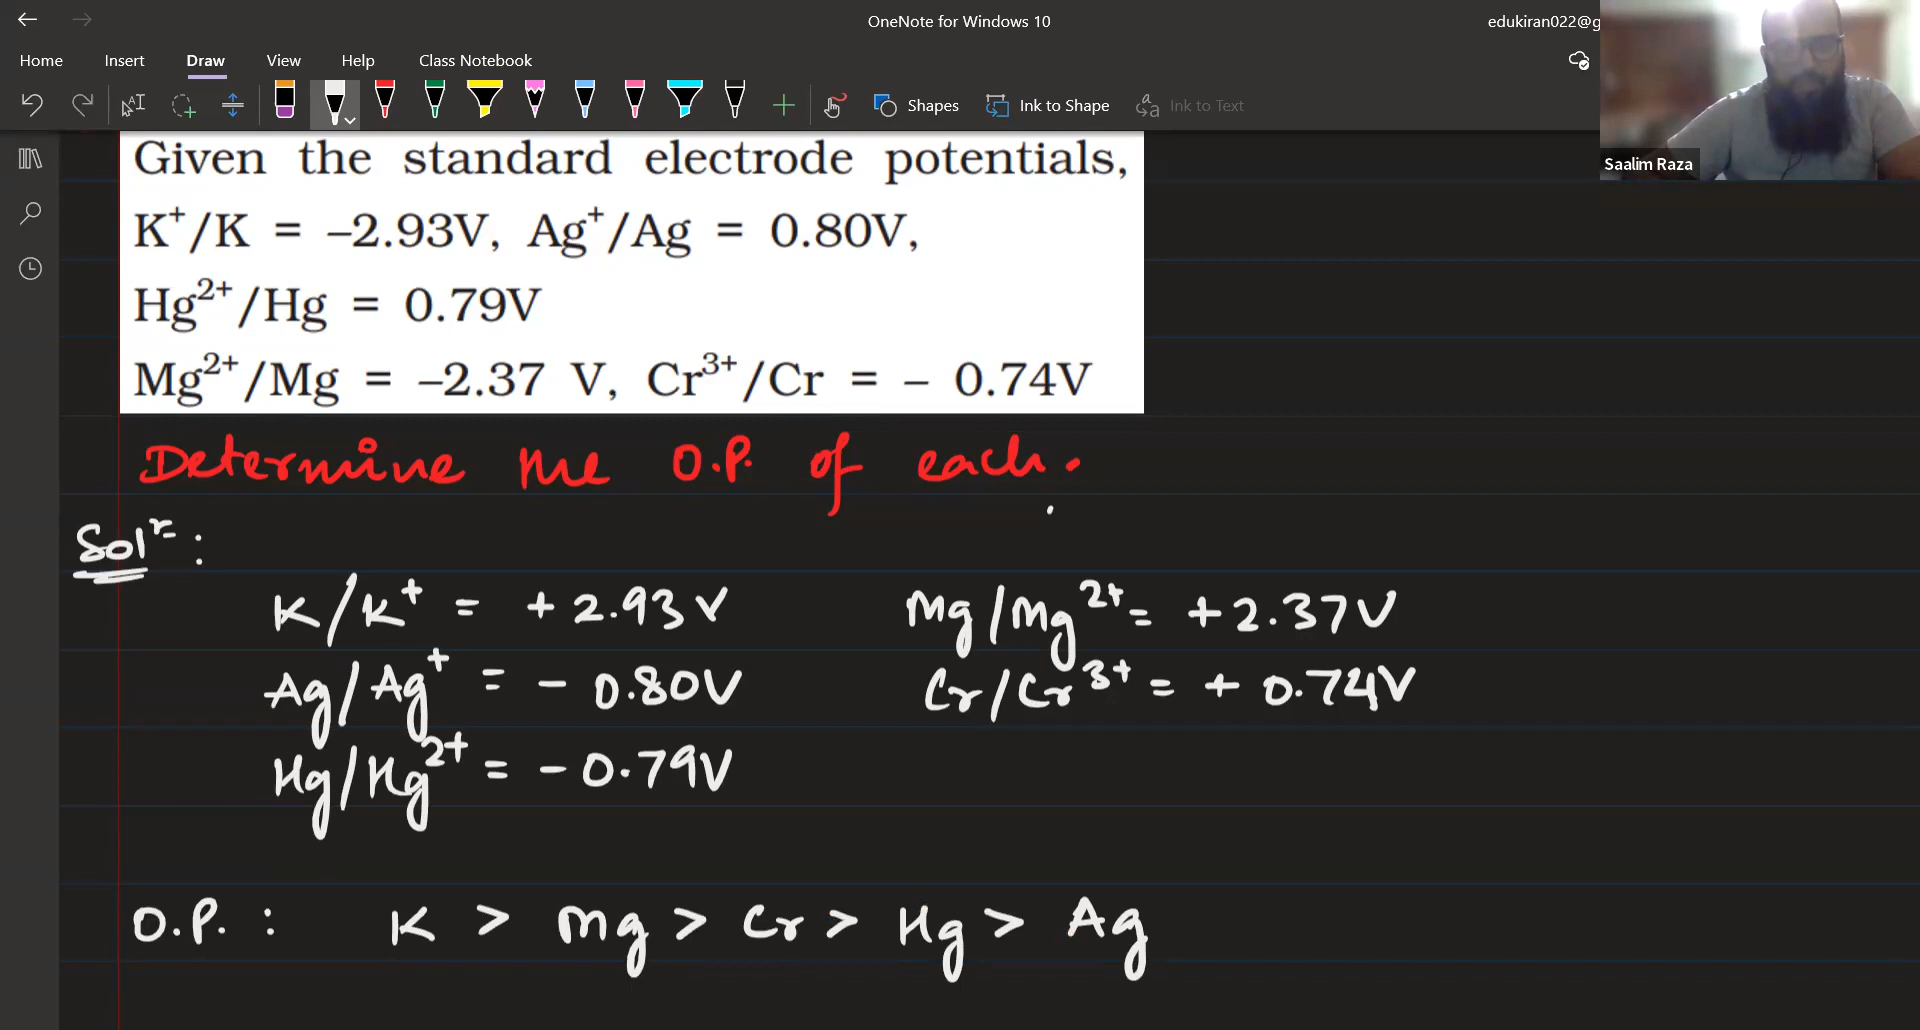 OneNote for Windows 10
edukiran022@g
Home Insert Draw View Help Class Notebook
Shapes Ink to Shape Ink to Text
Saalim Raza
Given the standard electrode potentials,
K⁺/K = –2.93V, Ag⁺/Ag = 0.80V,
Hg²⁺/Hg = 0.79V
Mg²⁺/Mg = –2.37 V, Cr³⁺/Cr = – 0.74V
Determine the O.P. of each.
Solⁿ :
K/K⁺ = + 2.93 V Mg/Mg²⁺ = +2.37V
Ag/Ag⁺ = - 0.80V Cr/Cr³⁺ = + 0.74V
Hg/Hg²⁺ = - 0.79V
O.P. : K > Mg > Cr > Hg > Ag